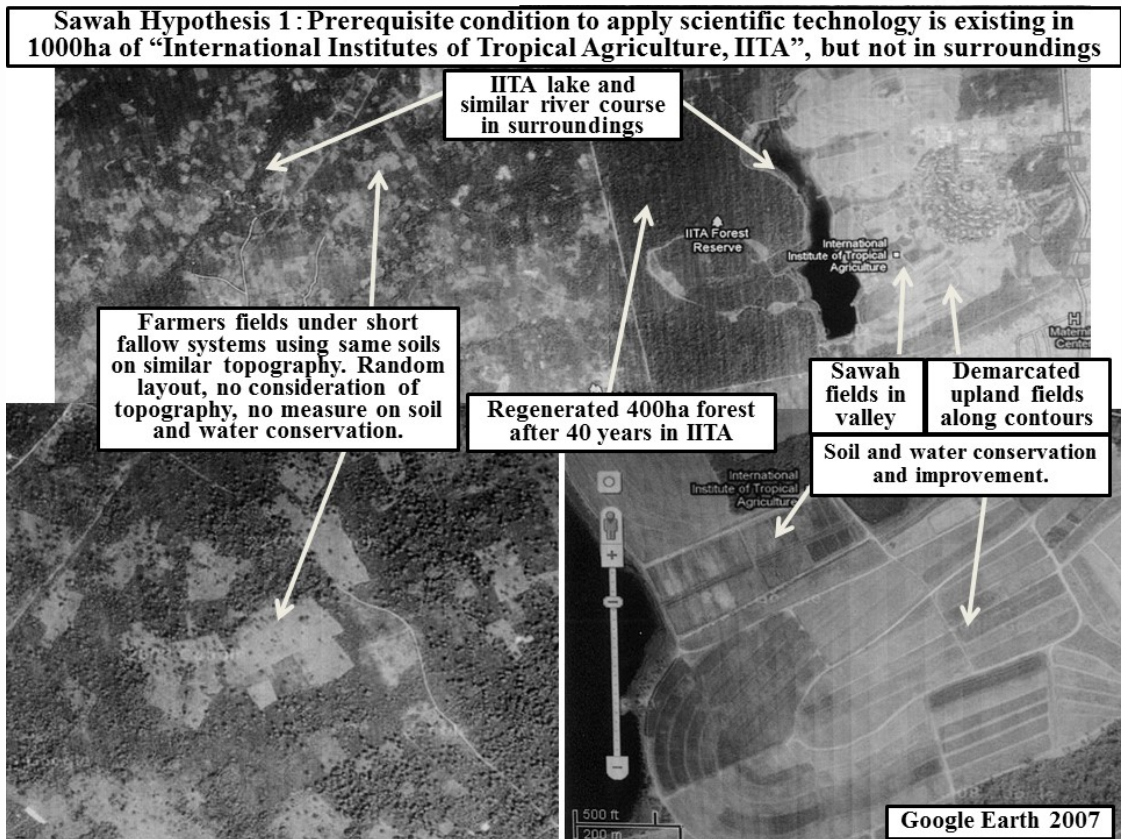 Sawah Hypothesis 1: Prerequisite condition to apply scientific technology is existing in
1000ha of “International Institutes of Tropical Agriculture, IITA”, but not in surroundings
IITA lake and
similar river course
in surroundings
IITA Forest
Reserve
International
Institute of Tropical
Agriculture
H
Materni
Center
Farmers fields under short
fallow systems using same soils
on similar topography. Random
layout, no consideration of
topography, no measure on soil
and water conservation.
Regenerated 400ha forest
after 40 years in IITA
Sawah
fields in
valley
Demarcated
upland fields
along contours
Soil and water conservation
and improvement.
International
Institute of Tropical
Agriculture
500 ft
200 m
Google Earth 2007